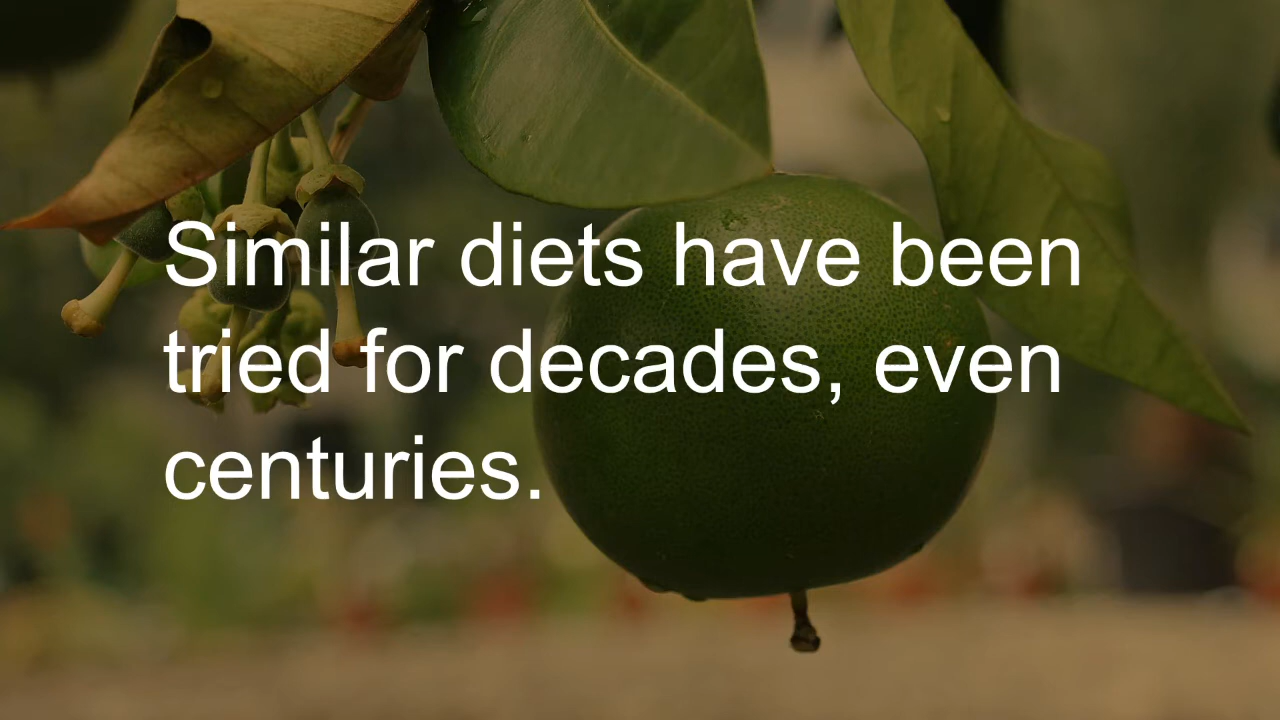 Similar diets have been
tried for decades, even
centuries.